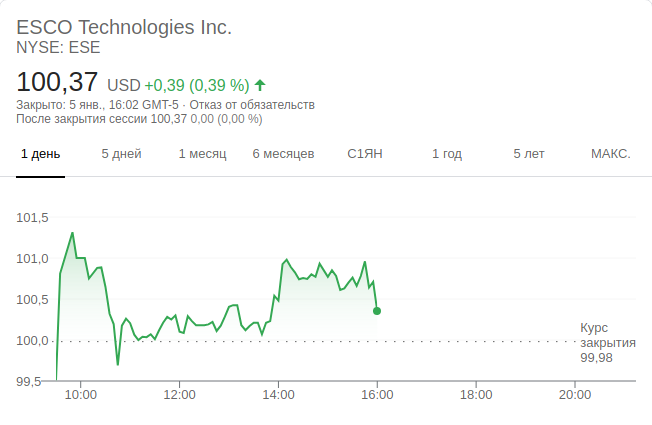 ESCO Technologies Inc.
NYSE: ESE
100,37 USD +0,39 (0,39 %)
Закрыто: 5 янв., 16:02 GMT-5 · Отказ от обязательств
После закрытия сессии 100,37 0,00 (0,00 %)
1 день 5 дней 1 месяц 6 месяцев С1ЯН 1 год 5 лет МАКС.
101,5
101,0
100,5
100,0
99,5
Курс
закрытия
99,98
10:00 12:00 14:00 16:00 18:00 20:00